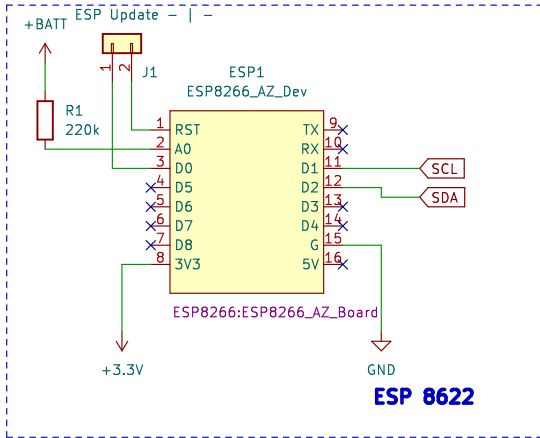 ESP Update - | -
+BATT
1
2
J1
ESP1
ESP8266_AZ_Dev
R1
220k
1 RST TX 9
2 A0 RX 10
3 D0 D1 11
4 D5 D2 12
5 D6 D3 13
6 D7 D4 14
7 D8 G 15
8 3V3 5V 16
SCL
SDA
ESP8266:ESP8266_AZ_Board
+3.3V
GND
ESP 8622